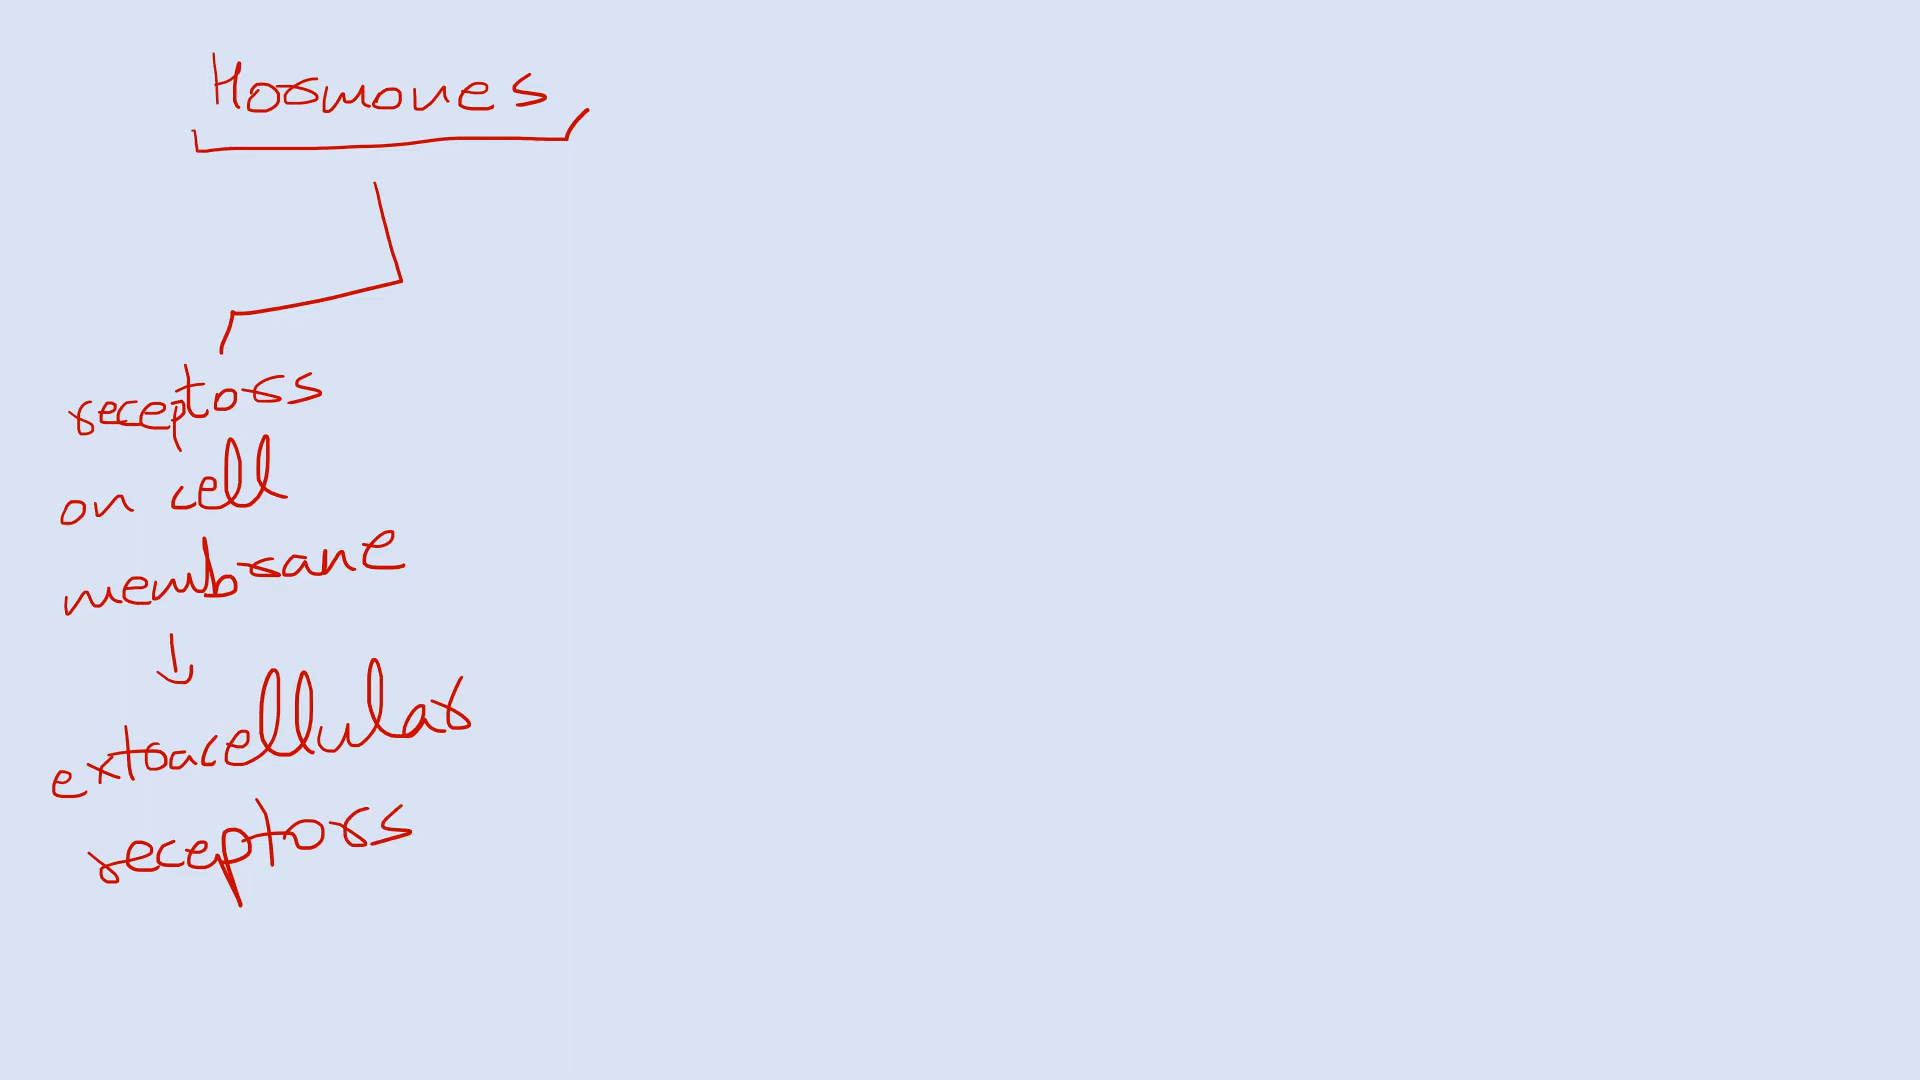 Hormones
receptors
on cell
membrane
↓
extracellular
receptors